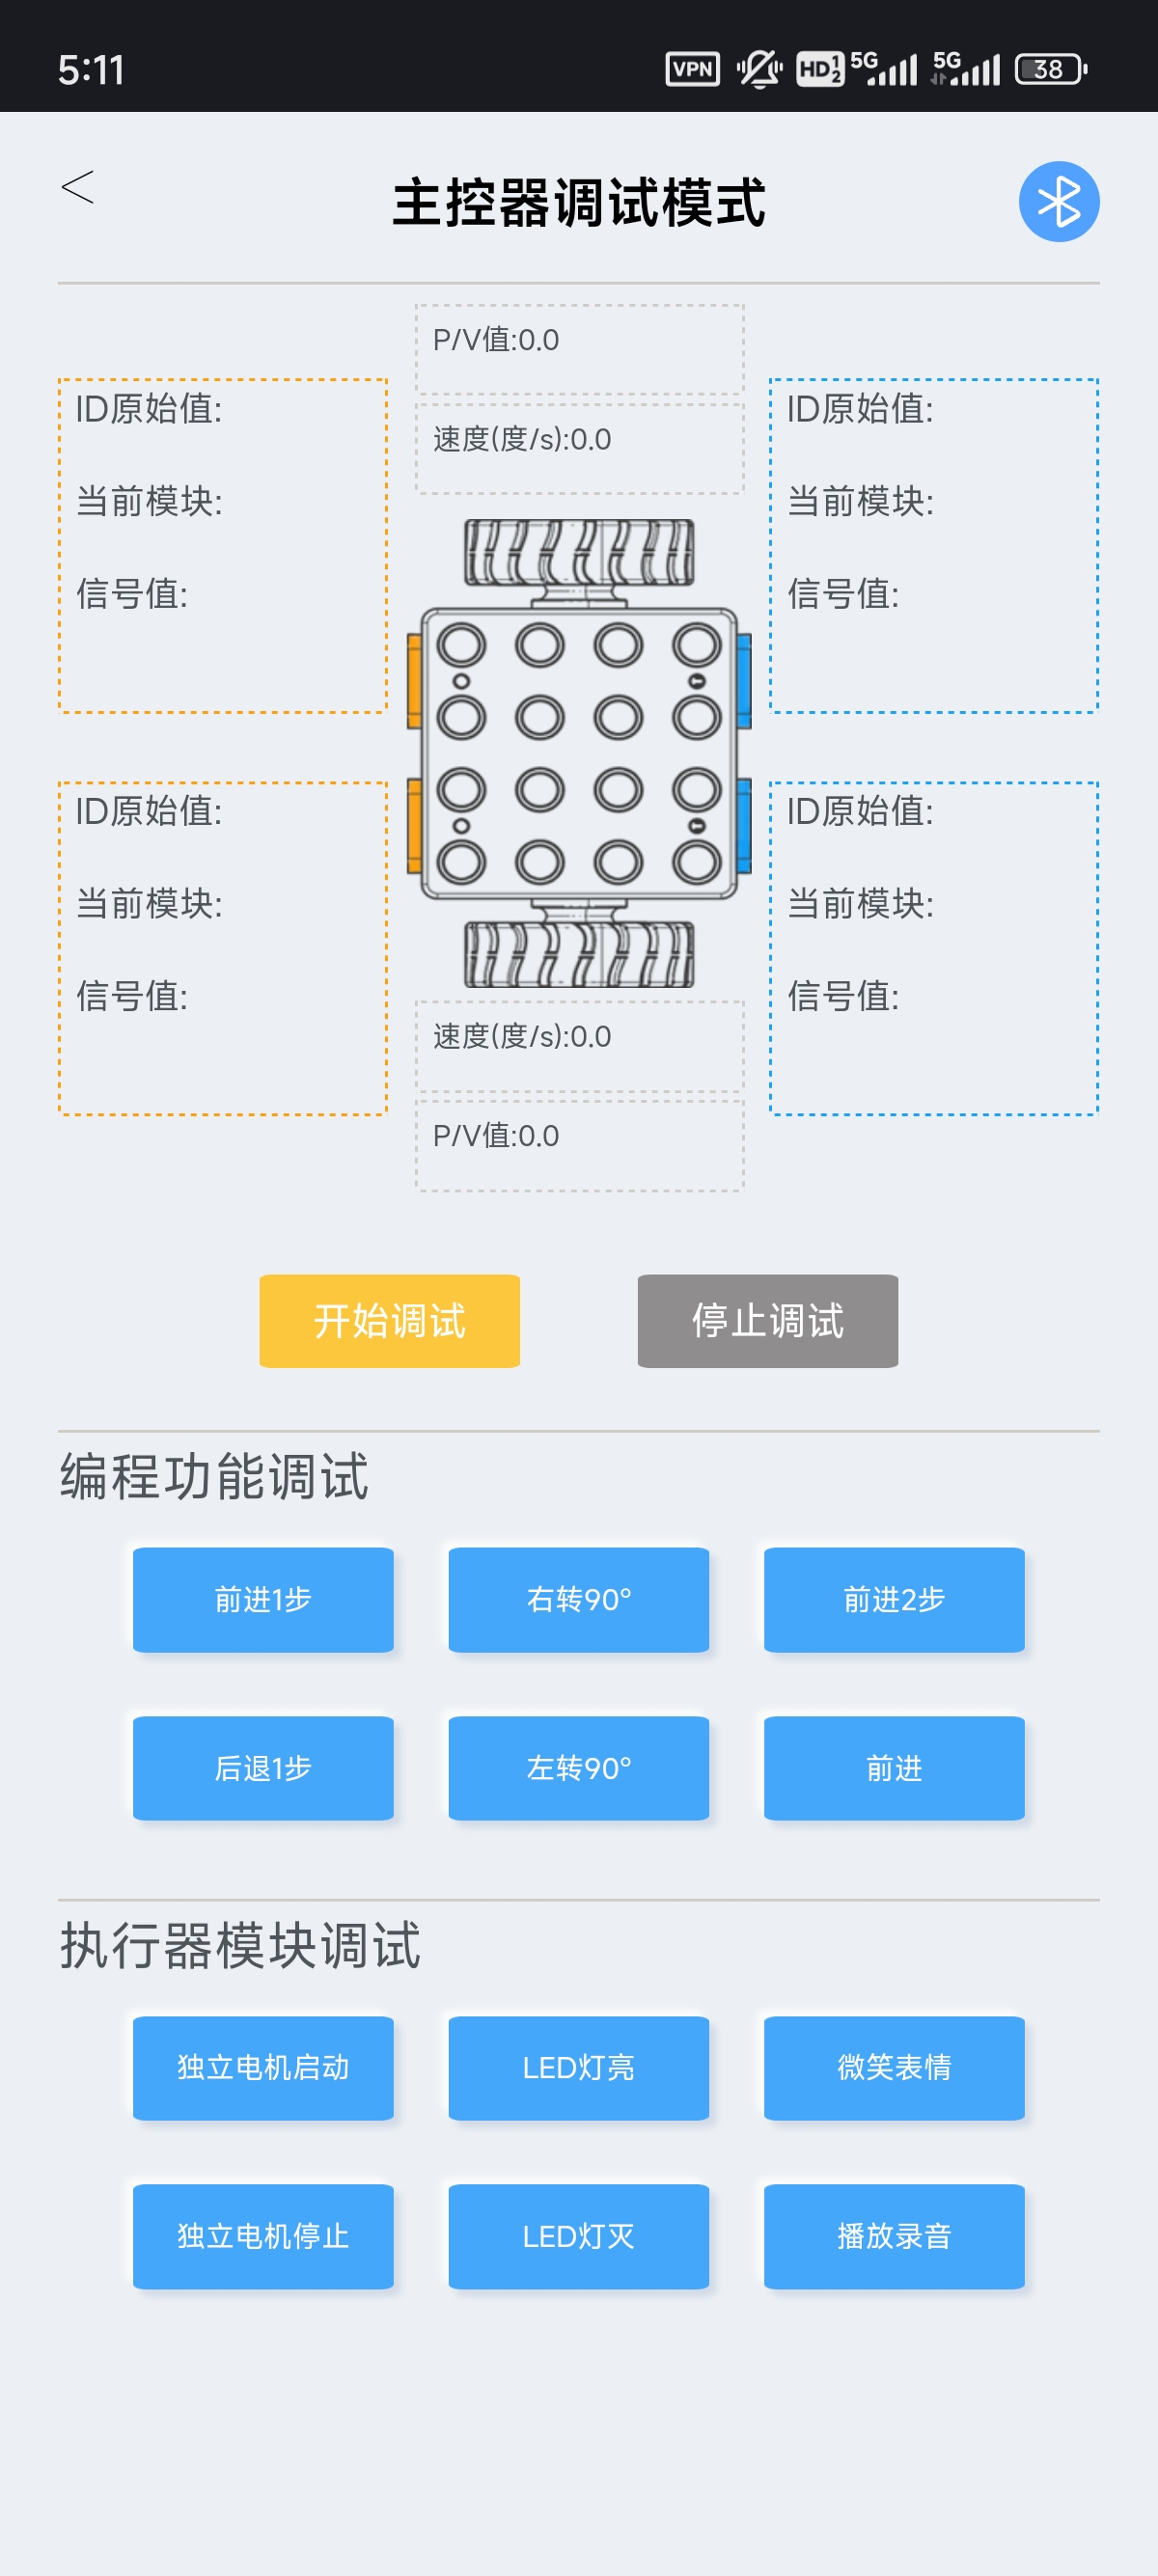 5:11
VPN HD 1 2 5G 5G 38
<
主控器调试模式
P/V值:0.0
速度(度/s):0.0
ID原始值:
当前模块:
信号值:
ID原始值:
当前模块:
信号值:
ID原始值:
当前模块:
信号值:
ID原始值:
当前模块:
信号值:
速度(度/s):0.0
P/V值:0.0
开始调试
停止调试
编程功能调试
前进1步
右转90°
前进2步
后退1步
左转90°
前进
执行器模块调试
独立电机启动
LED灯亮
微笑表情
独立电机停止
LED灯灭
播放录音